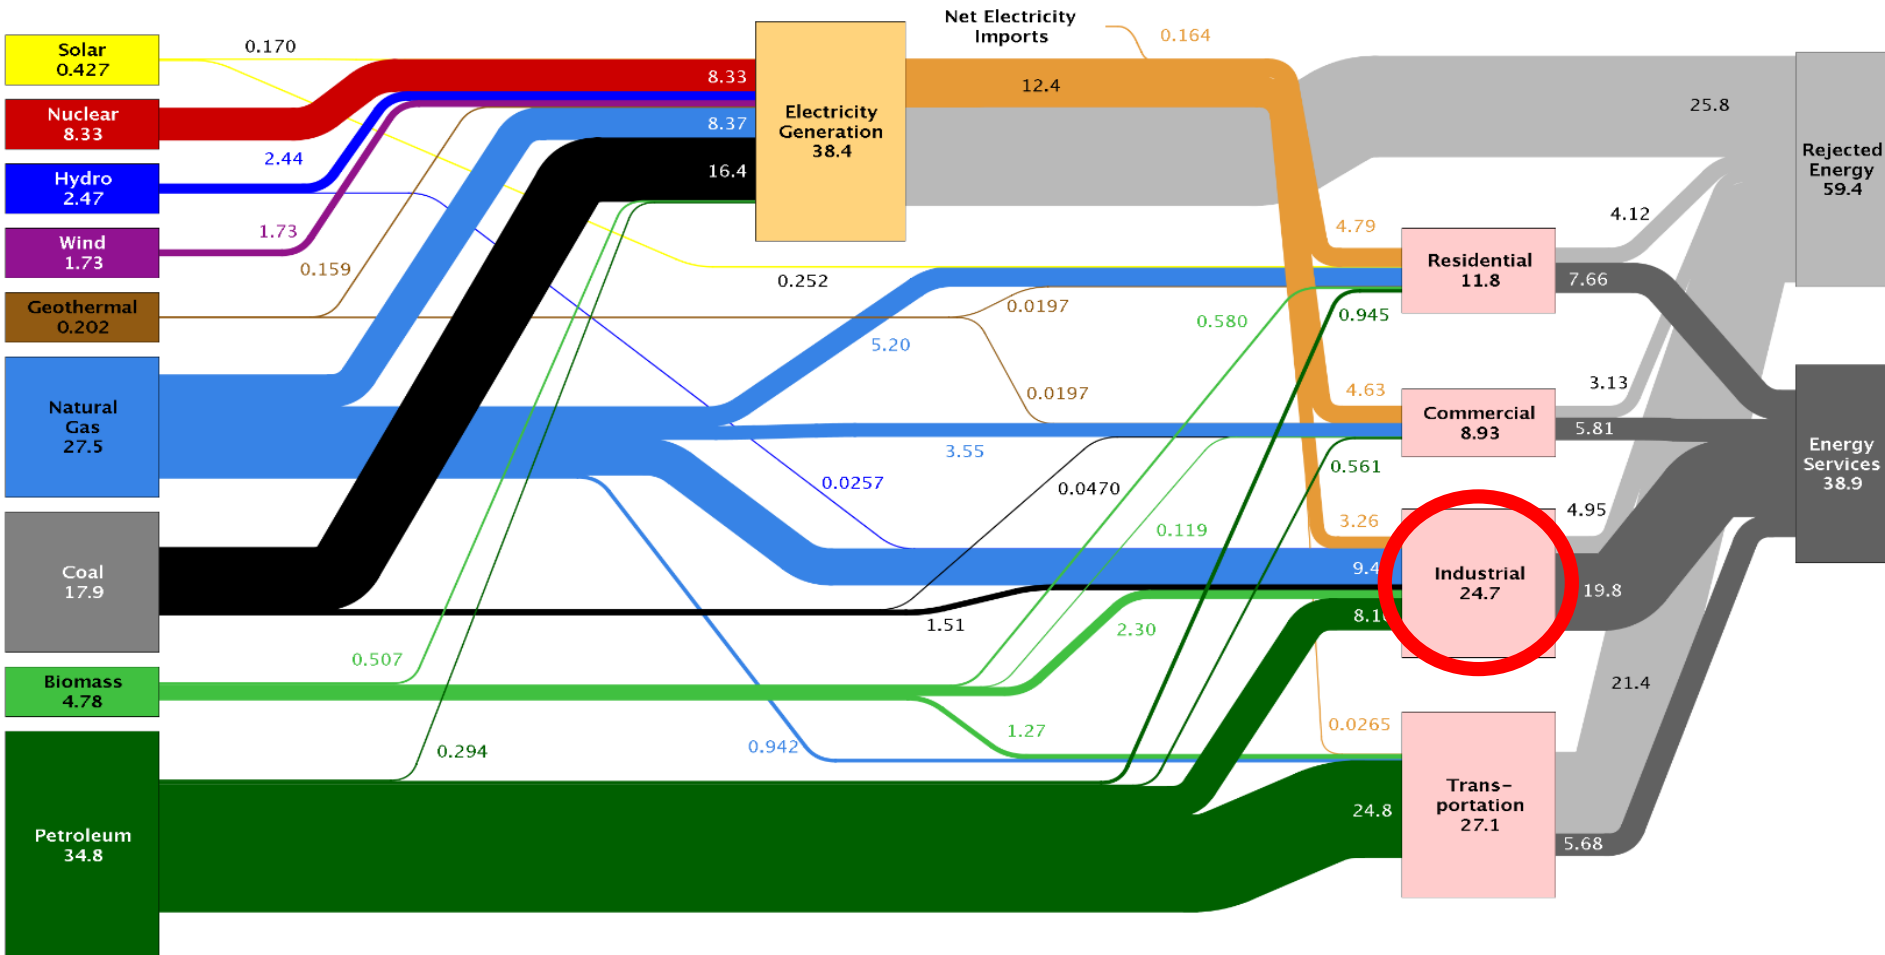 Net Electricity
Imports
0.164
Solar
0.427
0.170
Nuclear
8.33
8.33
Electricity
Generation
38.4
12.4
25.8
Rejected
Energy
59.4
8.37
2.44
Hydro
2.47
16.4
4.12
Wind
1.73
1.73
4.79
Residential
11.8
7.66
0.159
0.252
Geothermal
0.202
0.0197
0.580
0.945
5.20
Natural
Gas
27.5
0.0197
4.63
3.13
Commercial
8.93
5.81
3.55
0.561
Energy
Services
38.9
0.0257
0.0470
4.95
0.119
3.26
Coal
17.9
9.4
Industrial
24.7
19.8
1.51
2.30
8.1
0.507
Biomass
4.78
21.4
0.294
0.942
1.27
0.0265
Trans-
portation
27.1
24.8
Petroleum
34.8
5.68